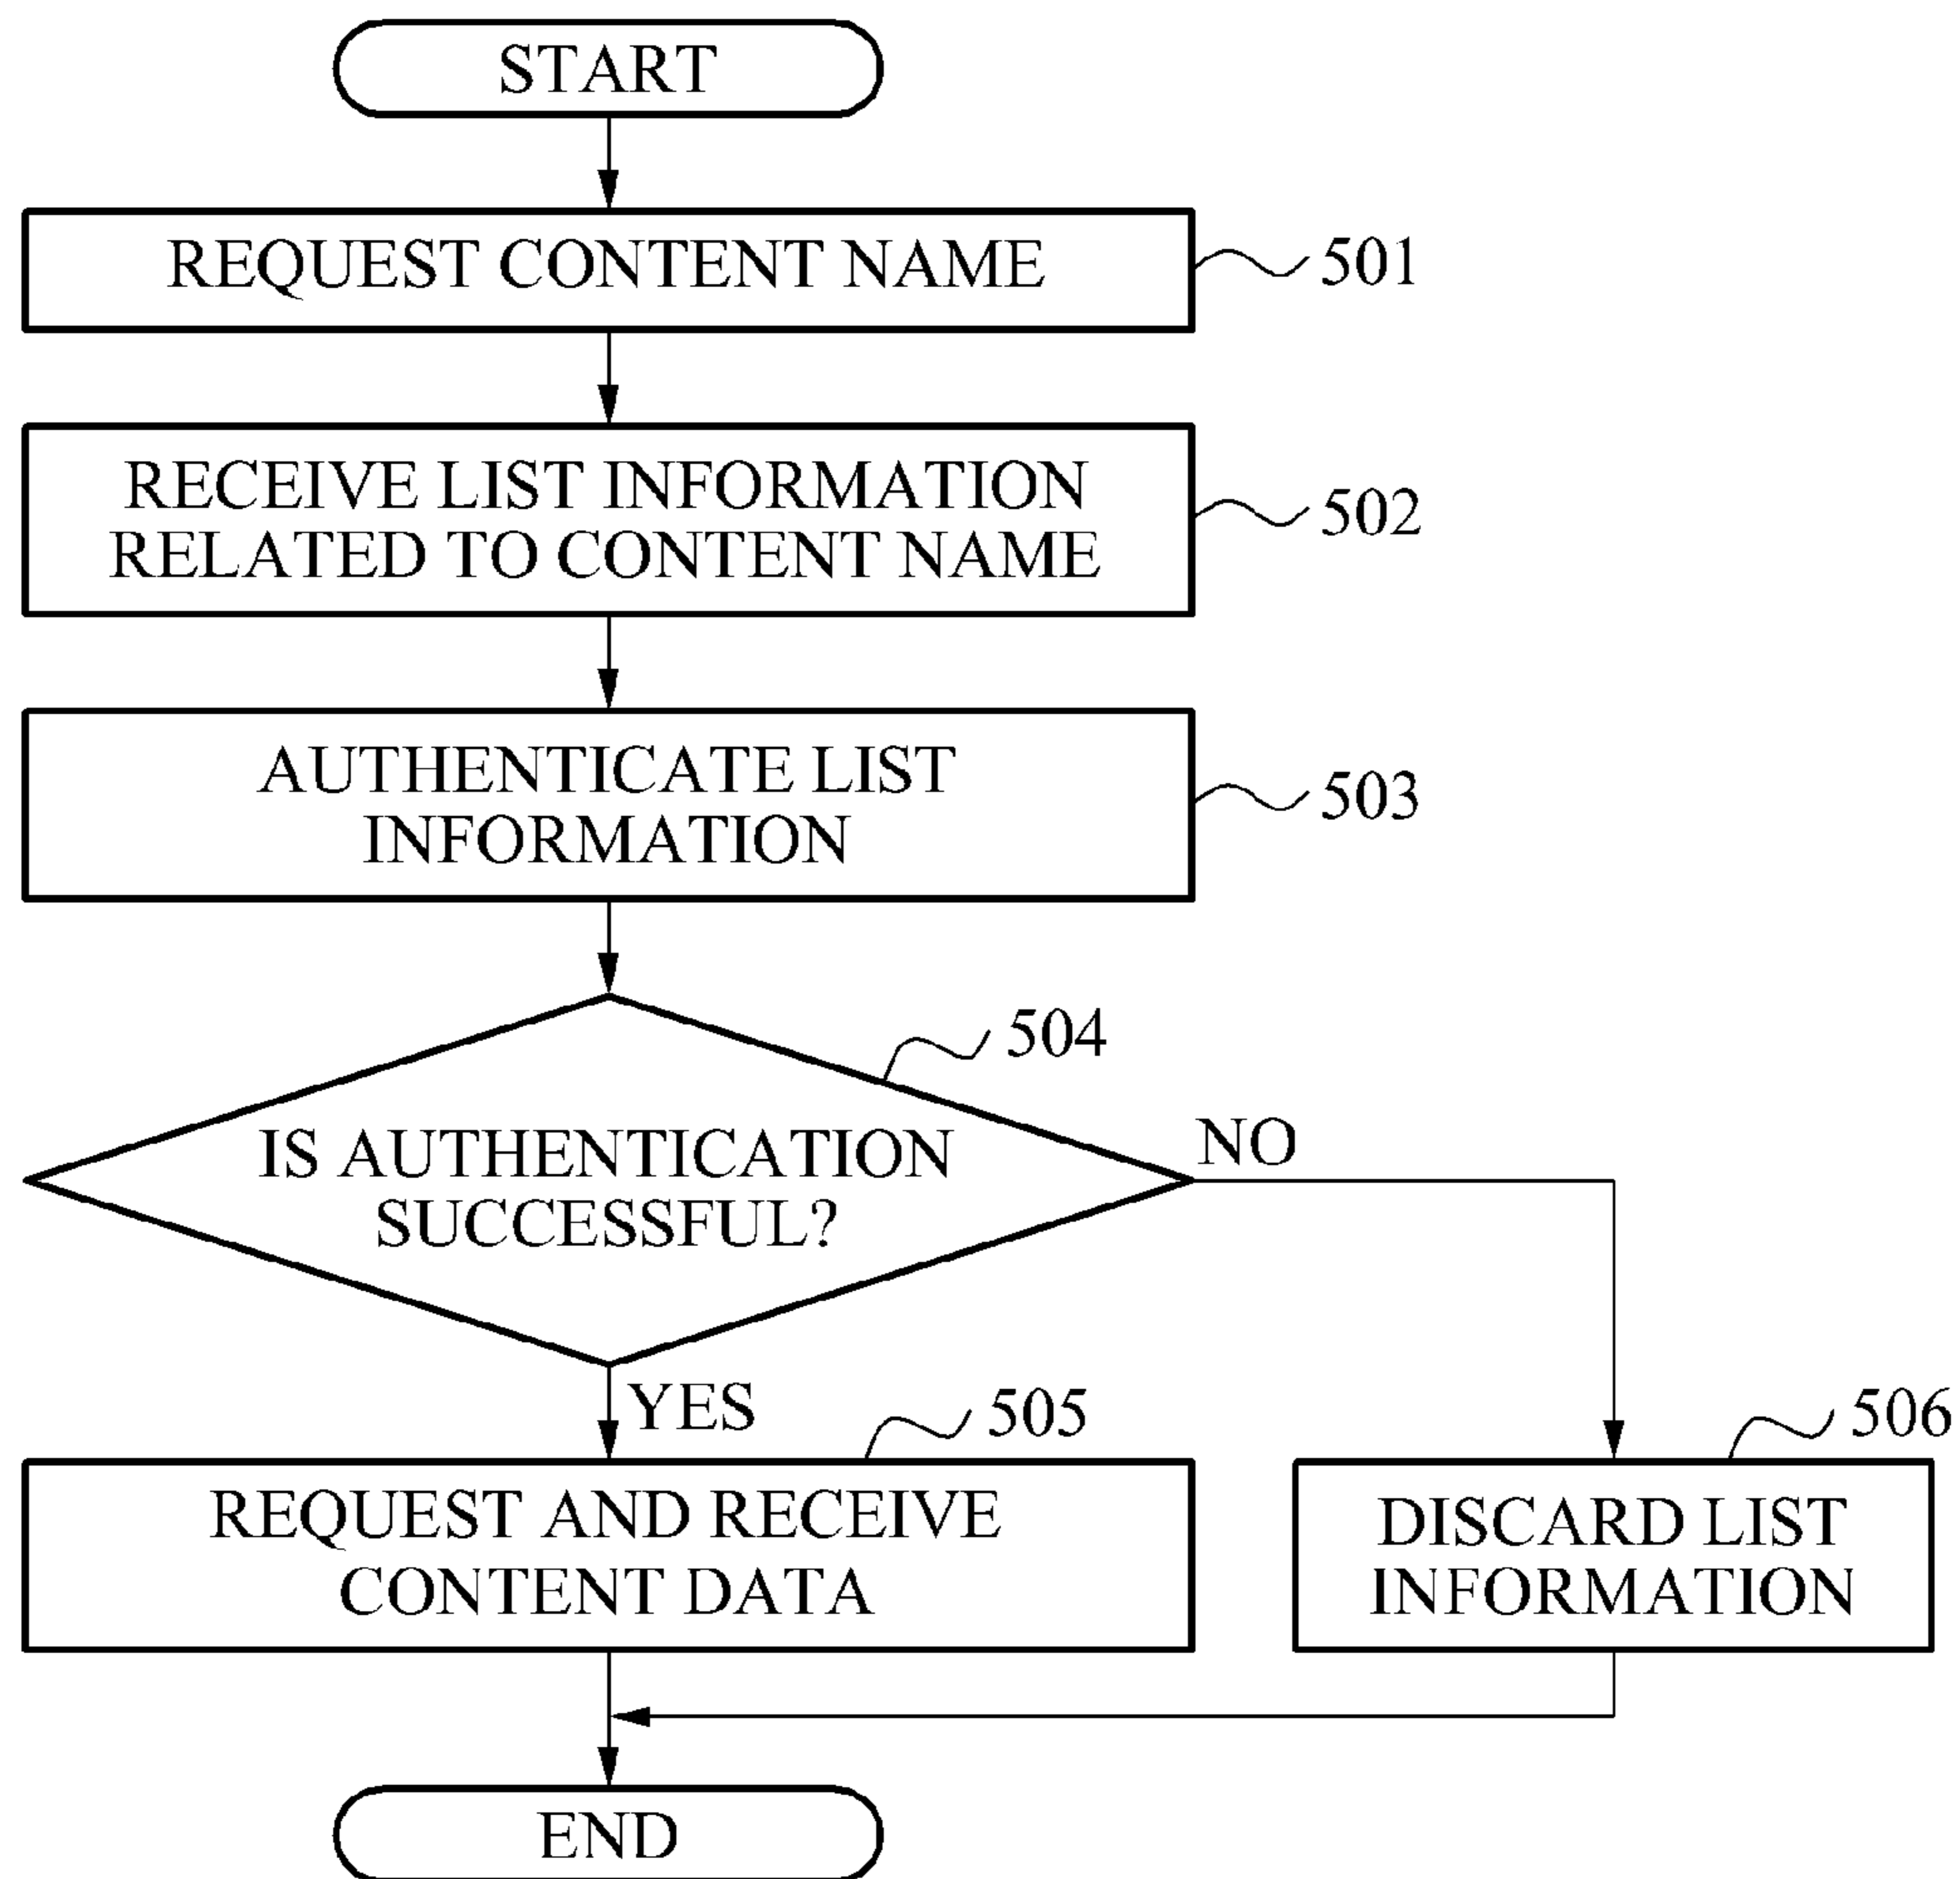 START
REQUEST CONTENT NAME
501
RECEIVE LIST INFORMATION
RELATED TO CONTENT NAME
502
AUTHENTICATE LIST
INFORMATION
503
504
IS AUTHENTICATION
SUCCESSFUL?
NO
YES
505
REQUEST AND RECEIVE
CONTENT DATA
506
DISCARD LIST
INFORMATION
END